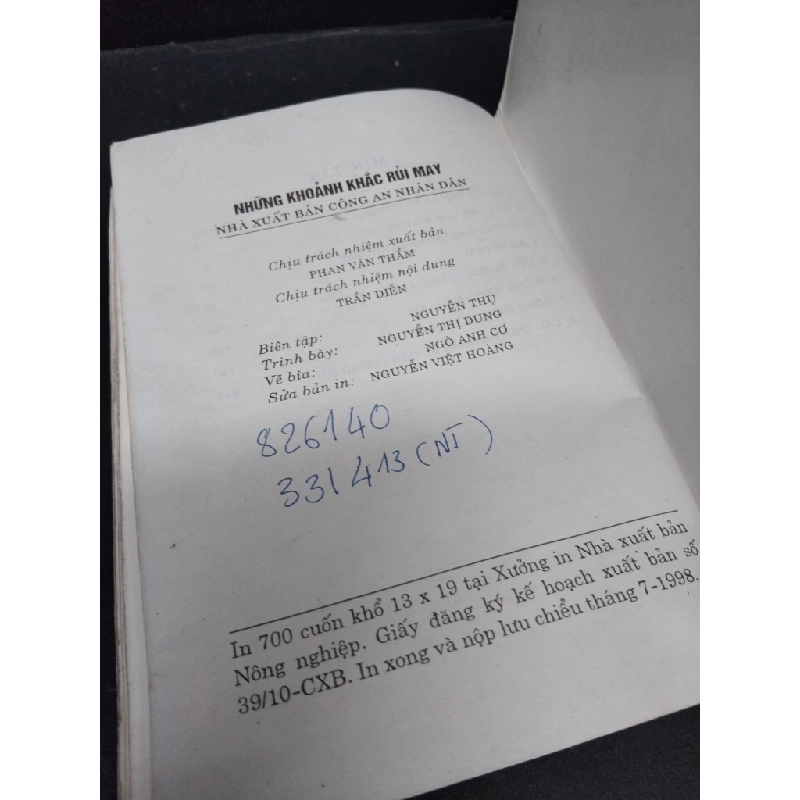 NHỮNG KHOẢNH KHẮC RỦI MAY
NHÀ XUẤT BẢN CÔNG AN NHÂN DÂN
Chịu trách nhiệm xuất bản
PHAN VĂN THẨM
Chịu trách nhiệm nội dung
TRẦN DIỄN
Biên tập: NGUYỄN THỤ
Trình bày: NGUYỄN THỊ DUNG
Vẽ bìa: NGÔ ANH CƠ
Sửa bản in: NGUYỄN VIỆT HOÀNG
826140
331413 (NT)
In 700 cuốn khổ 13 x 19 tại Xưởng in Nhà xuất bản
Nông nghiệp. Giấy đăng ký kế hoạch xuất bản số
39/10-CXB. In xong và nộp lưu chiểu tháng 7-1998.